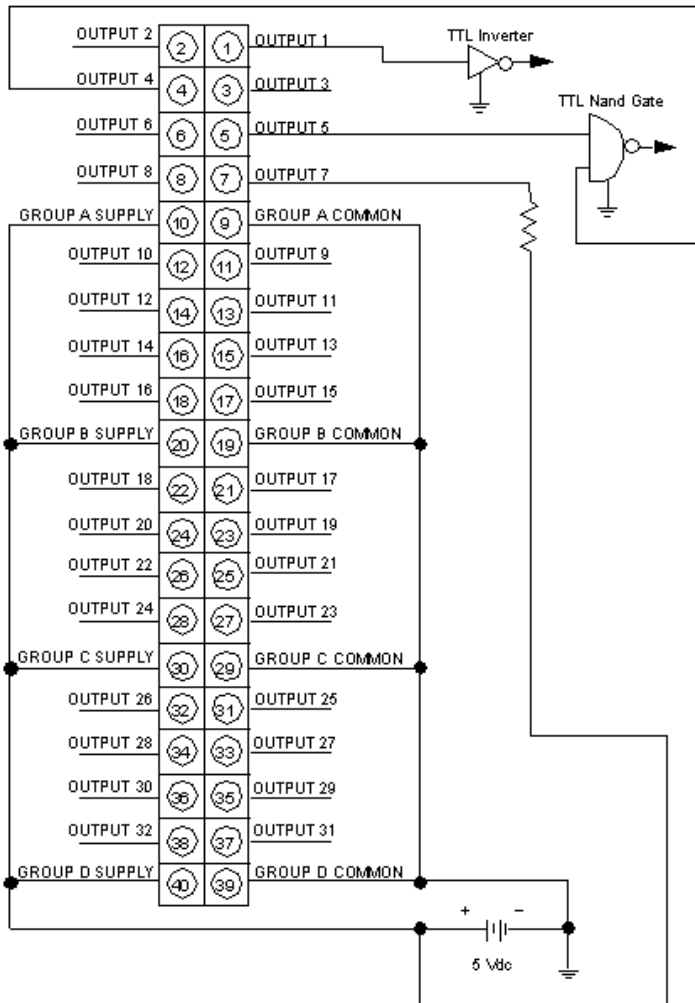 OUTPUT 2 2 1 OUTPUT 1 TTL Inverter
OUTPUT 4 4 3 OUTPUT 3 TTL Nand Gate
OUTPUT 6 6 5 OUTPUT 5
OUTPUT 8 8 7 OUTPUT 7
GROUP A SUPPLY 10 9 GROUP A COMMON
OUTPUT 10 12 11 OUTPUT 9
OUTPUT 12 14 13 OUTPUT 11
OUTPUT 14 16 15 OUTPUT 13
OUTPUT 16 18 17 OUTPUT 15
GROUP B SUPPLY 20 19 GROUP B COMMON
OUTPUT 18 22 21 OUTPUT 17
OUTPUT 20 24 23 OUTPUT 19
OUTPUT 22 26 25 OUTPUT 21
OUTPUT 24 28 27 OUTPUT 23
GROUP C SUPPLY 30 29 GROUP C COMMON
OUTPUT 26 32 31 OUTPUT 25
OUTPUT 28 34 33 OUTPUT 27
OUTPUT 30 36 35 OUTPUT 29
OUTPUT 32 38 37 OUTPUT 31
GROUP D SUPPLY 40 39 GROUP D COMMON
+ −
5 Vdc